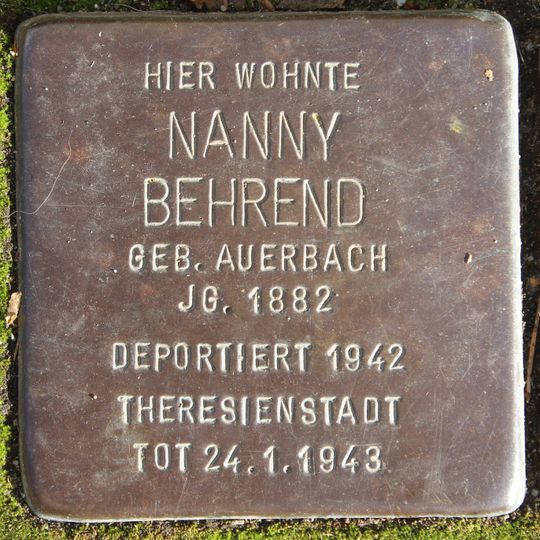 HIER WOHNTE
NANNY
BEHREND
GEB. AUERBACH
JG. 1882
DEPORTIERT 1942
THERESIENSTADT
TOT 24.1.1943